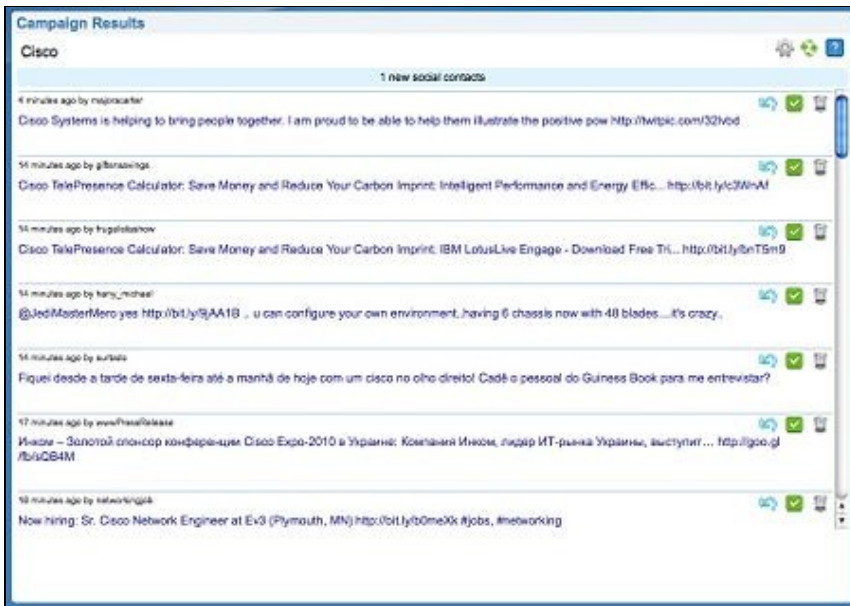 Campaign Results
Cisco
?
1 new social contacts
4 minutes ago by majoracarter
Cisco Systems is helping to bring people together. I am proud to be able to help them illustrate the positive pow http://twitpic.com/32lvbd
14 minutes ago by
Cisco TelePresence Calculator: Save Money and Reduce Your Carbon Imprint: Intelligent Performance and Energy Effic... http://bit.ly/c3WnAf
14 minutes ago by
Cisco TelePresence Calculator: Save Money and Reduce Your Carbon Imprint: IBM LotusLive Engage - Download Free Tri... http://bit.ly/bnT5m9
14 minutes ago by hany_michael
@JediMasterMero yes http://bit.ly/9jAA1B .. u can configure your own environment..having 6 chassis now with 48 blades....it's crazy..
14 minutes ago by
Fiquei desde a tarde de sexta-feira até a manhã de hoje com um cisco no olho direito! Cadê o pessoal do Guiness Book para me entrevistar?
17 minutes ago by wwwPressRelease
Инком – Золотой спонсор конференции Cisco Expo-2010 в Украине: Компания Инком, лидер ИТ-рынка Украины, выступит… http://goo.gl
/fb/sQB4M
18 minutes ago by networkingjob
Now hiring: Sr. Cisco Network Engineer at Ev3 (Plymouth, MN) http://bit.ly/b0meXk #jobs, #networking